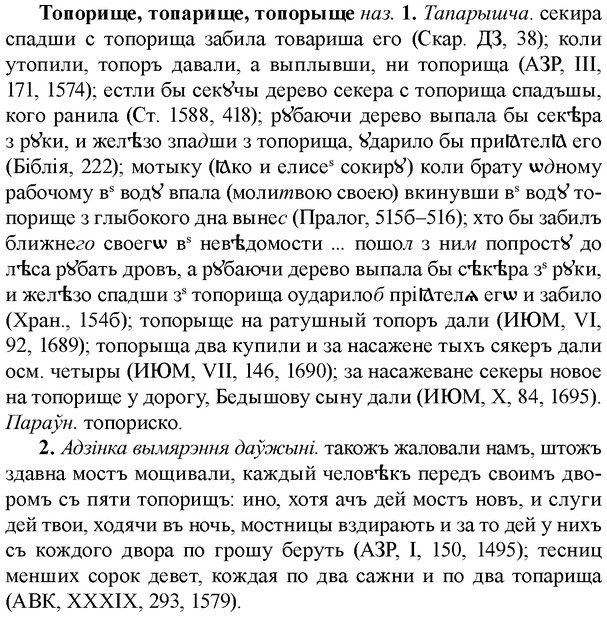 Топорище, топарище, топорыще наз. 1. Тапарышча. секира
спадши с топорища забила товариша его (Скар. ДЗ, 38); коли
утопили, топоръ давали, а выплывши, ни топорища (АЗР, III,
171, 1574); естли бы секꙋчы дерево секера с топорища спадъшы,
кого ранила (Ст. 1588, 418); рꙋбаючи дерево выпала бы секѣра
з рꙋки, и желѣзо зпадши з топорища, ꙋдарило бы приꙗтелꙗ его
(Біблія, 222); мотыку (ꙗко и елисеˢ сокирꙋ) коли брату ѡдному
рабочому вˢ водꙋ впала (молитвою своею) вкинувши вˢ водꙋ то-
порище з глыбокого дна вынес (Пралог, 515б–516); хто бы забилъ
ближнего своегѡ вˢ невѣдомости ... пошол з ним попростꙋ до
лѣса рꙋбать дровъ, а рꙋбаючи дерево выпала бы сѣкѣра зˢ рꙋки,
и желѣзо спадши зˢ топорища оударилоб пріꙗтелѧ егѡ и забило
(Хран., 154б); топорыще на ратушный топоръ дали (ИЮМ, VI,
92, 1689); топорыща два купили и за насажене тыхъ сякеръ дали
осм. четыры (ИЮМ, VII, 146, 1690); за насажеване секеры новое
на топорище у дорогу, Бедышову сыну дали (ИЮМ, X, 84, 1695).
Параўн. топориско.
2. Адзінка вымярэння даўжыні. такожъ жаловали намъ, штожъ
здавна мостъ мощивали, каждый человѣкъ передъ своимъ дво-
ромъ съ пяти топорищъ: ино, хотя ачъ дей мостъ новъ, и слуги
дей твои, ходячи въ ночь, мостницы вздирають и за то дей у нихъ
съ кождого двора по грошу беруть (АЗР, I, 150, 1495); тесниц
менших сорок девет, кождая по два сажни и по два топарища
(АВК, XXXIX, 293, 1579).